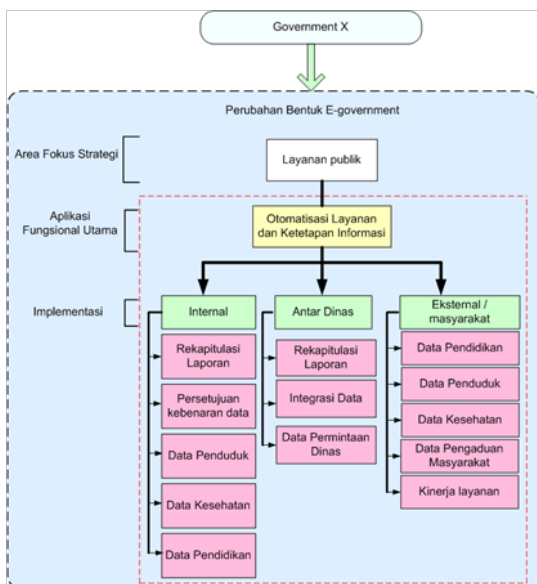 Government X
Perubahan Bentuk E-government
Area Fokus Strategi
Layanan publik
Aplikasi
Fungsional Utama
Otomatisasi Layanan
dan Ketetapan Informasi
Implementasi
Internal
Rekapitulasi
Laporan
Persetujuan
kebenaran data
Data Penduduk
Data Kesehatan
Data Pendidikan
Antar Dinas
Rekapitulasi
Laporan
Integrasi Data
Data Permintaan
Dinas
Eksternal /
masyarakat
Data Pendidikan
Data Penduduk
Data Kesehatan
Data Pengaduan
Masyarakat
Kinerja layanan